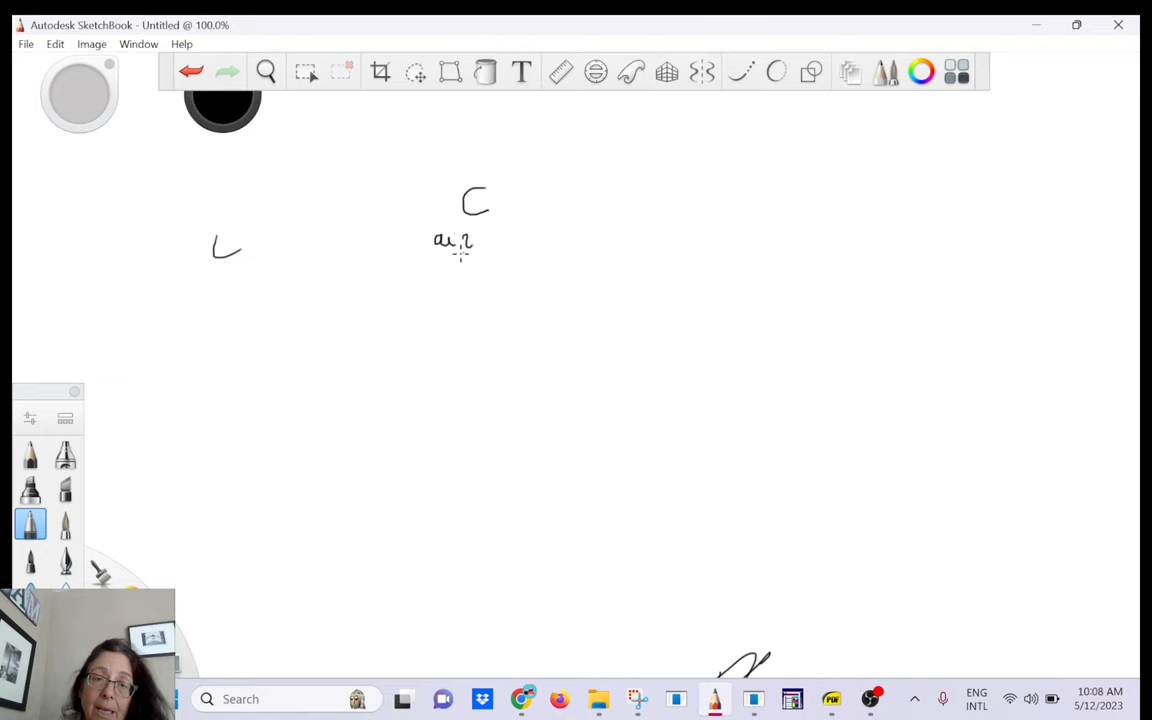 Autodesk SketchBook - Untitled @ 100.0%
File Edit Image Window Help
T
C
L
Search
ENG
INTL
10:08 AM
5/12/2023